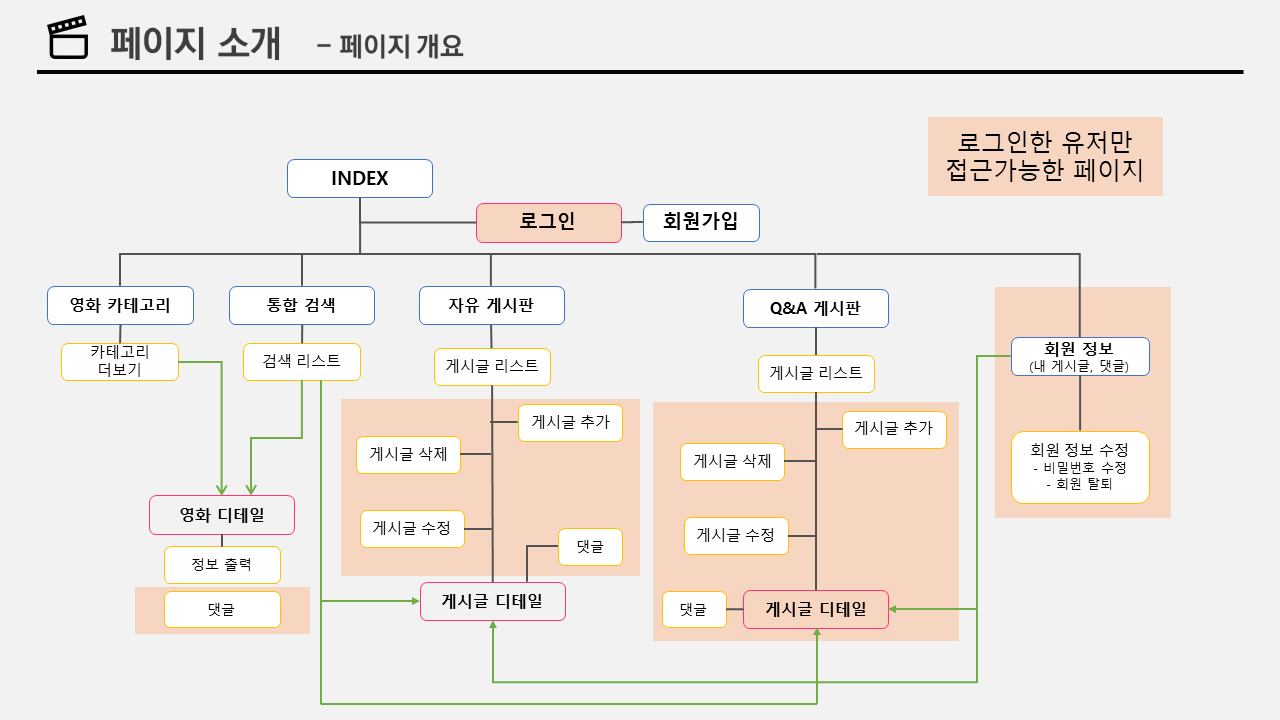 페이지 소개 – 페이지 개요
로그인한 유저만
접근가능한 페이지
INDEX
로그인
회원가입
영화 카테고리
통합 검색
자유 게시판
Q&A 게시판
카테고리
더보기
검색 리스트
게시글 리스트
게시글 리스트
회원 정보
(내 게시글, 댓글)
게시글 추가
게시글 추가
게시글 삭제
게시글 삭제
회원 정보 수정
- 비밀번호 수정
- 회원 탈퇴
영화 디테일
게시글 수정
게시글 수정
댓글
정보 출력
댓글
게시글 디테일
댓글
게시글 디테일